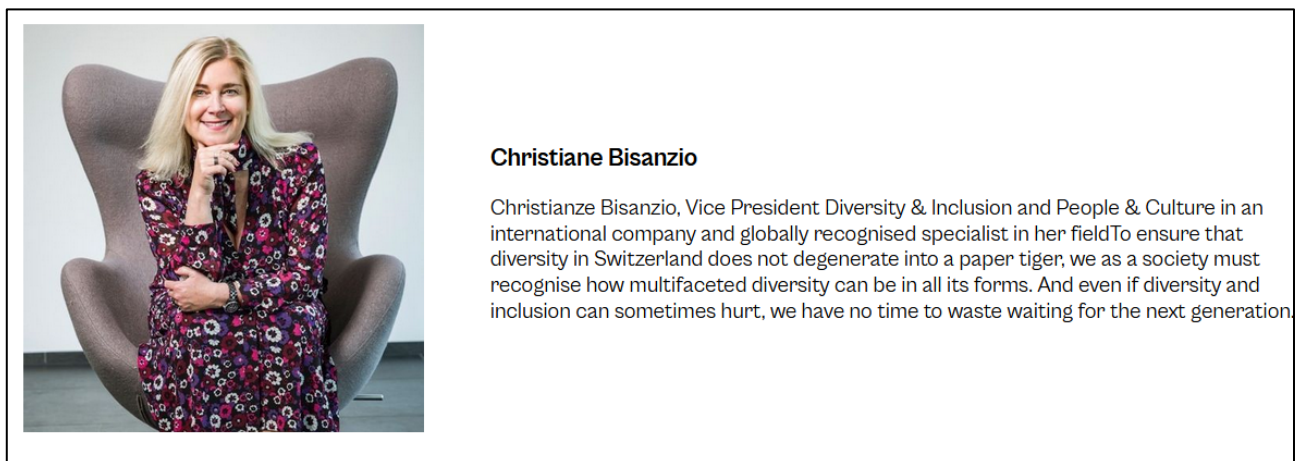 Christiane Bisanzio
Christianze Bisanzio, Vice President Diversity & Inclusion and People & Culture in an
international company and globally recognised specialist in her fieldTo ensure that
diversity in Switzerland does not degenerate into a paper tiger, we as a society must
recognise how multifaceted diversity can be in all its forms. And even if diversity and
inclusion can sometimes hurt, we have no time to waste waiting for the next generation.